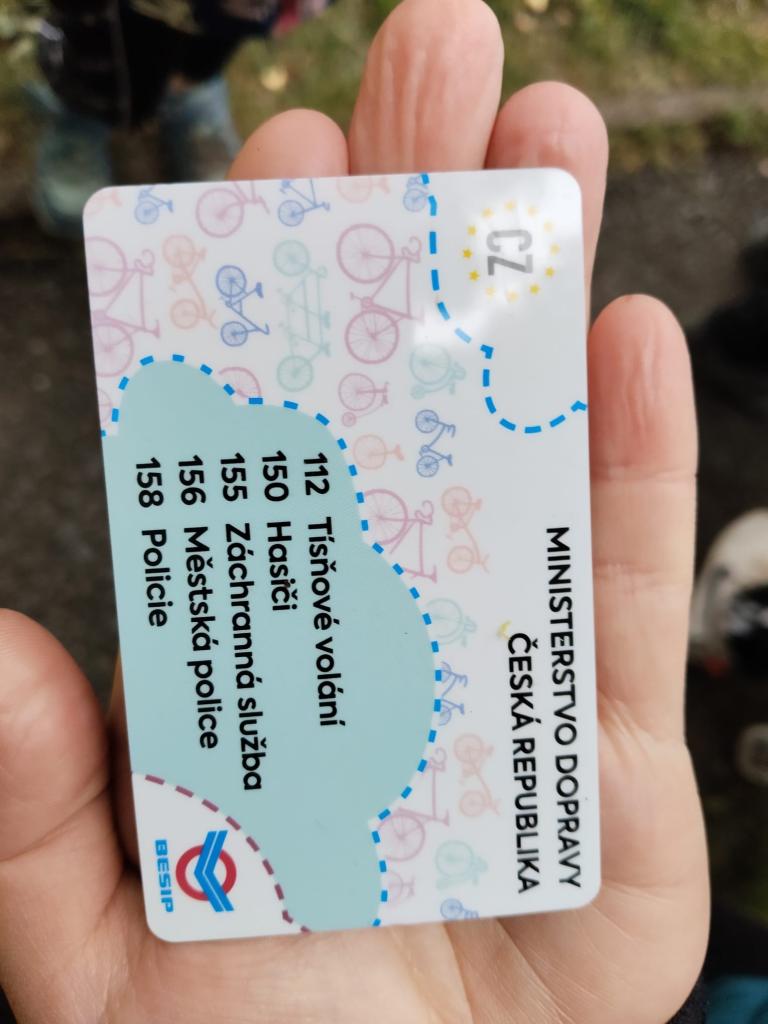 CZ
MINISTERSTVO DOPRAVY
ČESKÁ REPUBLIKA
112 Tísňové volání
150 Hasiči
155 Záchranná služba
156 Městská police
158 Policie
BESIP